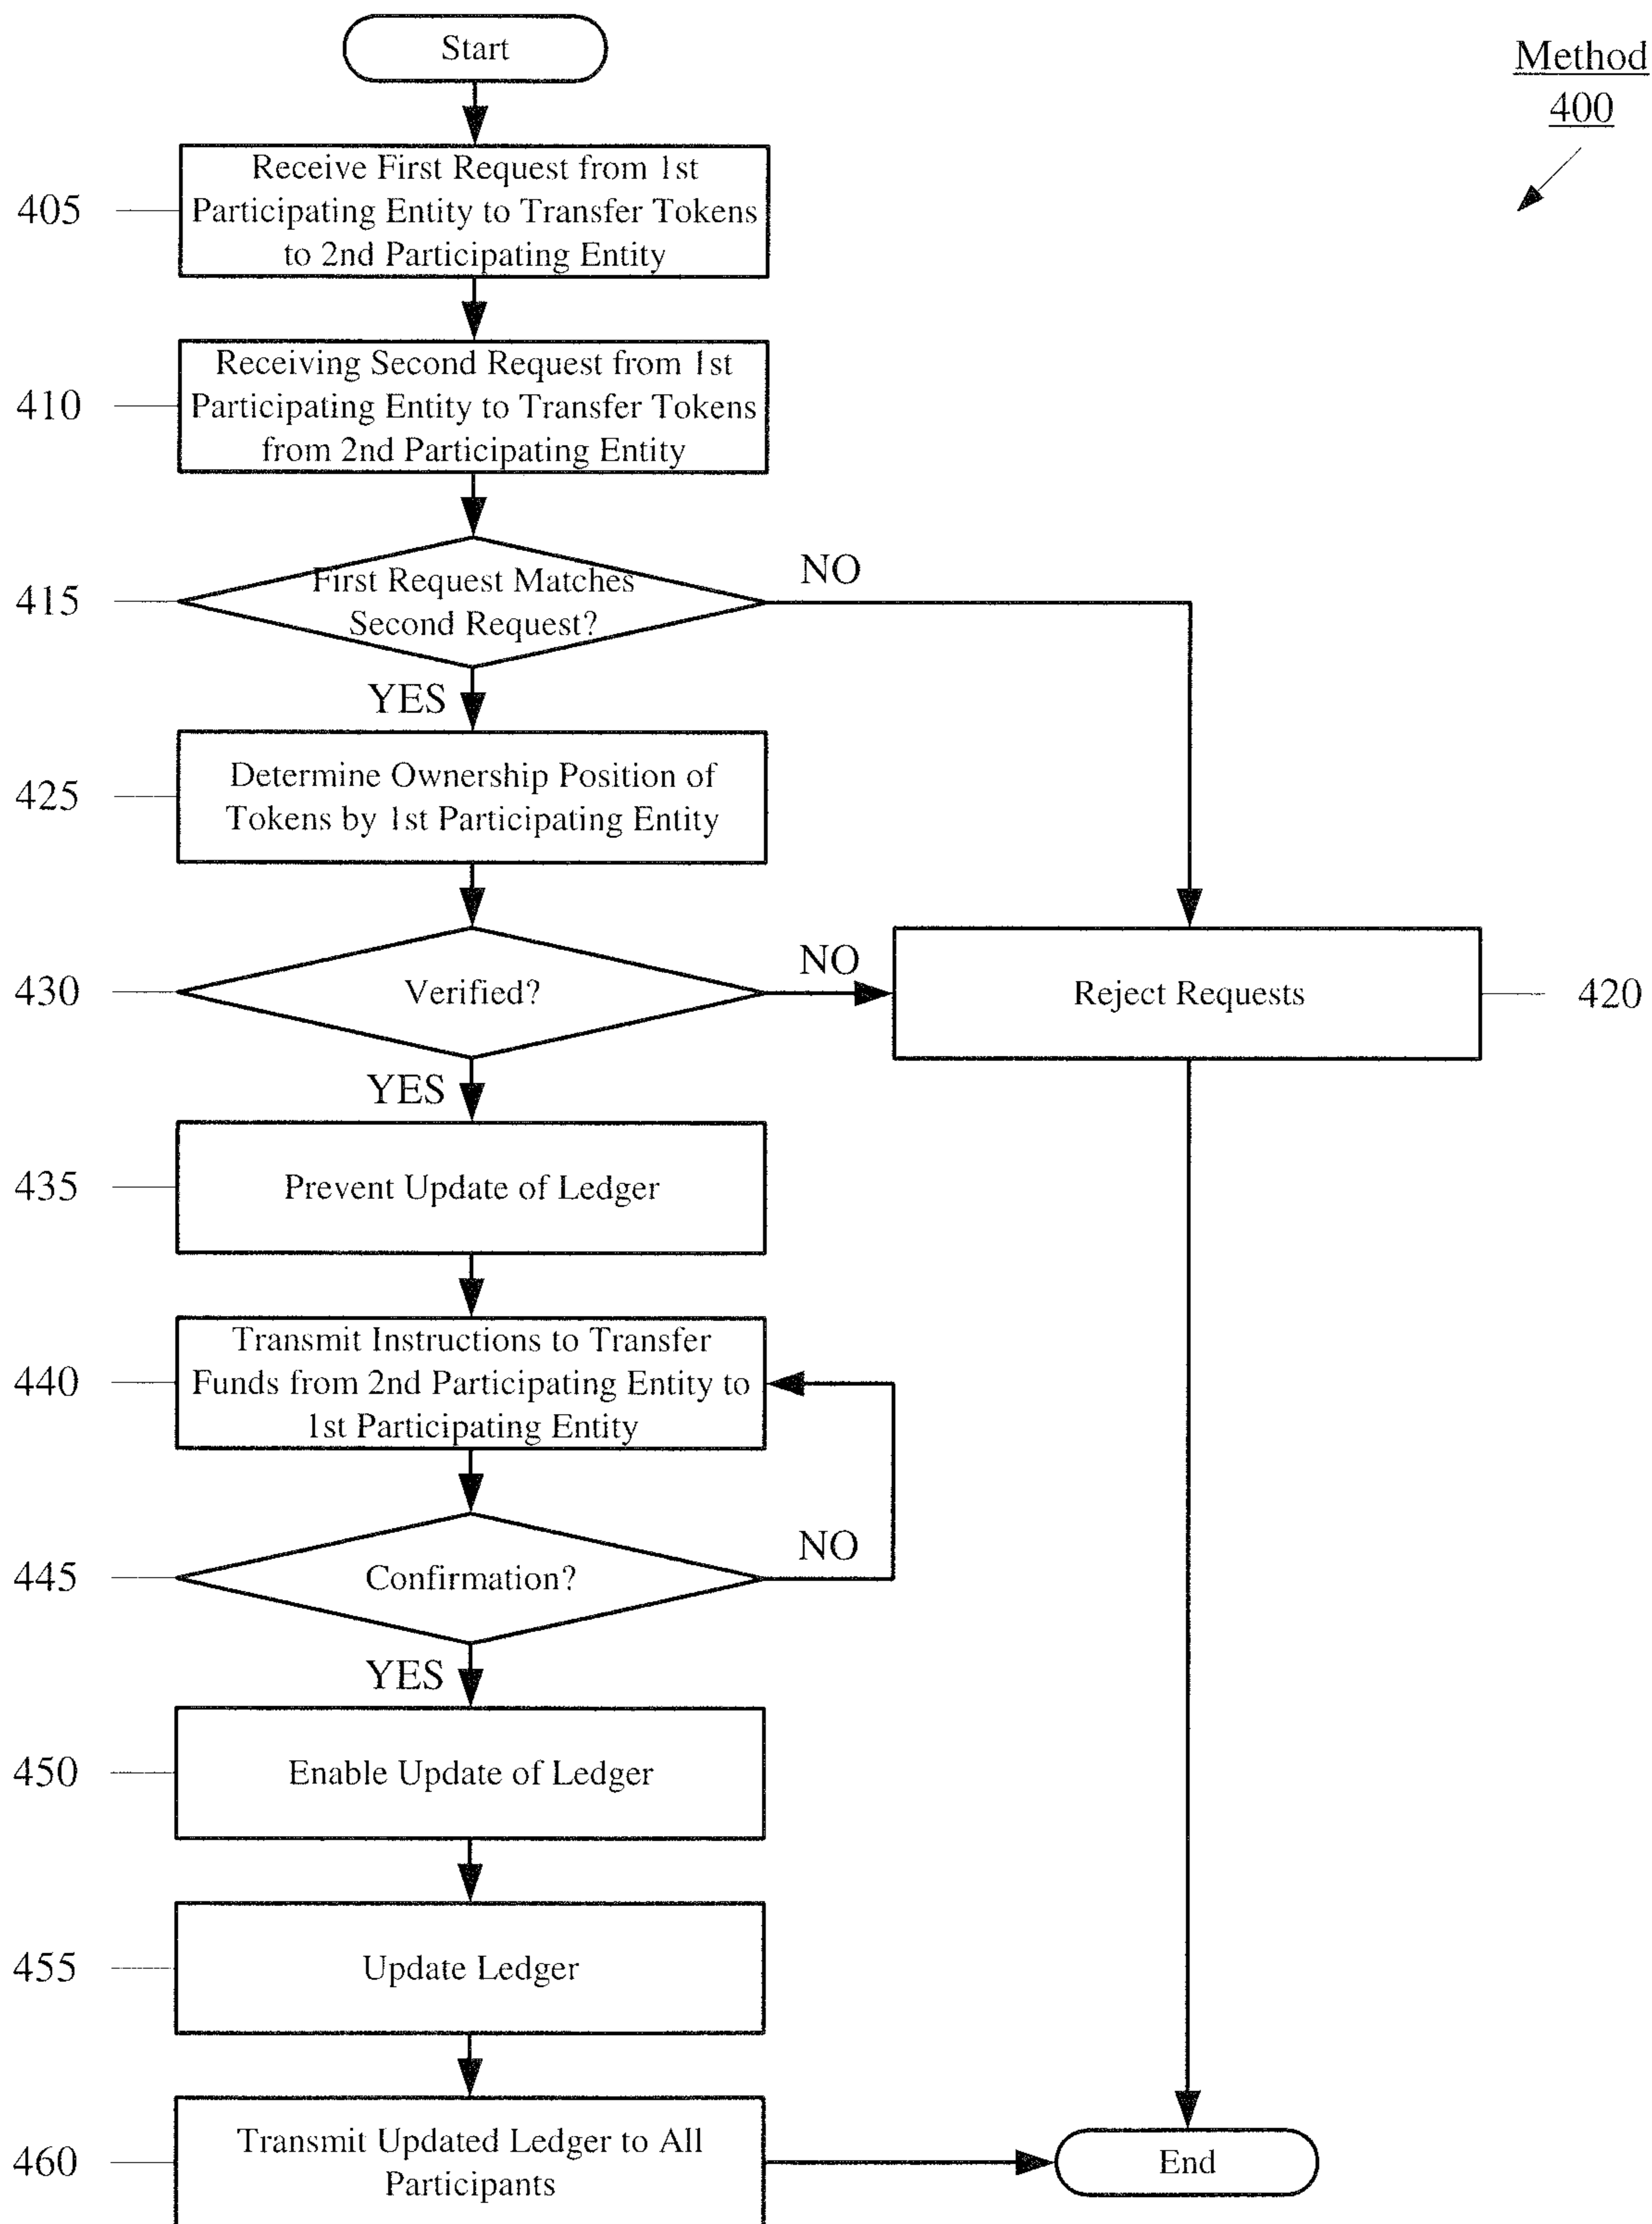 Start
Method
400
405
Receive First Request from 1st
Participating Entity to Transfer Tokens
to 2nd Participating Entity
410
Receiving Second Request from 1st
Participating Entity to Transfer Tokens
from 2nd Participating Entity
415
First Request Matches
Second Request?
NO
YES
425
Determine Ownership Position of
Tokens by 1st Participating Entity
430
Verified?
NO
Reject Requests
420
YES
435
Prevent Update of Ledger
440
Transmit Instructions to Transfer
Funds from 2nd Participating Entity to
1st Participating Entity
445
Confirmation?
NO
YES
450
Enable Update of Ledger
455
Update Ledger
460
Transmit Updated Ledger to All
Participants
End